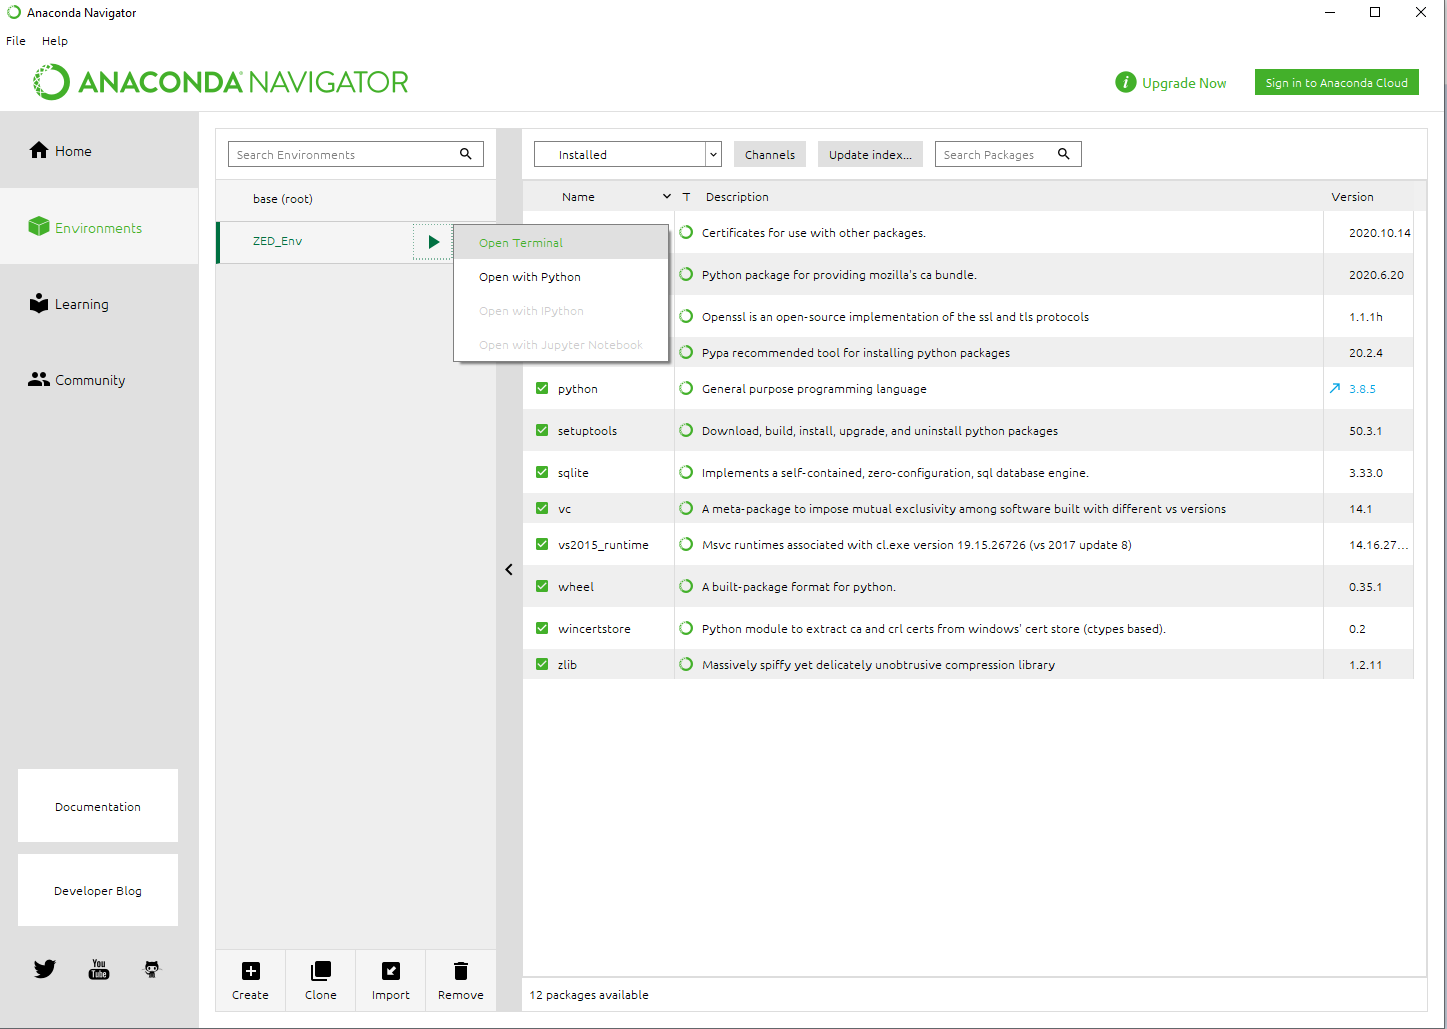 Anaconda Navigator
File Help
ANACONDA NAVIGATOR
i Upgrade Now
Sign in to Anaconda Cloud
Home
Environments
Learning
Community
Documentation
Developer Blog
You Tube
Search Environments
base (root)
ZED_Env
Open Terminal
Open with Python
Open with IPython
Open with Jupyter Notebook
Create Clone Import Remove
Installed Channels Update index... Search Packages
Name T Description Version
Certificates for use with other packages. 2020.10.14
Python package for providing mozilla's ca bundle. 2020.6.20
Openssl is an open-source implementation of the ssl and tls protocols 1.1.1h
Pypa recommended tool for installing python packages 20.2.4
python General purpose programming language 3.8.5
setuptools Download, build, install, upgrade, and uninstall python packages 50.3.1
sqlite Implements a self-contained, zero-configuration, sql database engine. 3.33.0
vc A meta-package to impose mutual exclusivity among software built with different vs versions 14.1
vs2015_runtime Msvc runtimes associated with cl.exe version 19.15.26726 (vs 2017 update 8) 14.16.27...
wheel A built-package format for python. 0.35.1
wincertstore Python module to extract ca and crl certs from windows' cert store (ctypes based). 0.2
zlib Massively spiffy yet delicately unobtrusive compression library 1.2.11
12 packages available